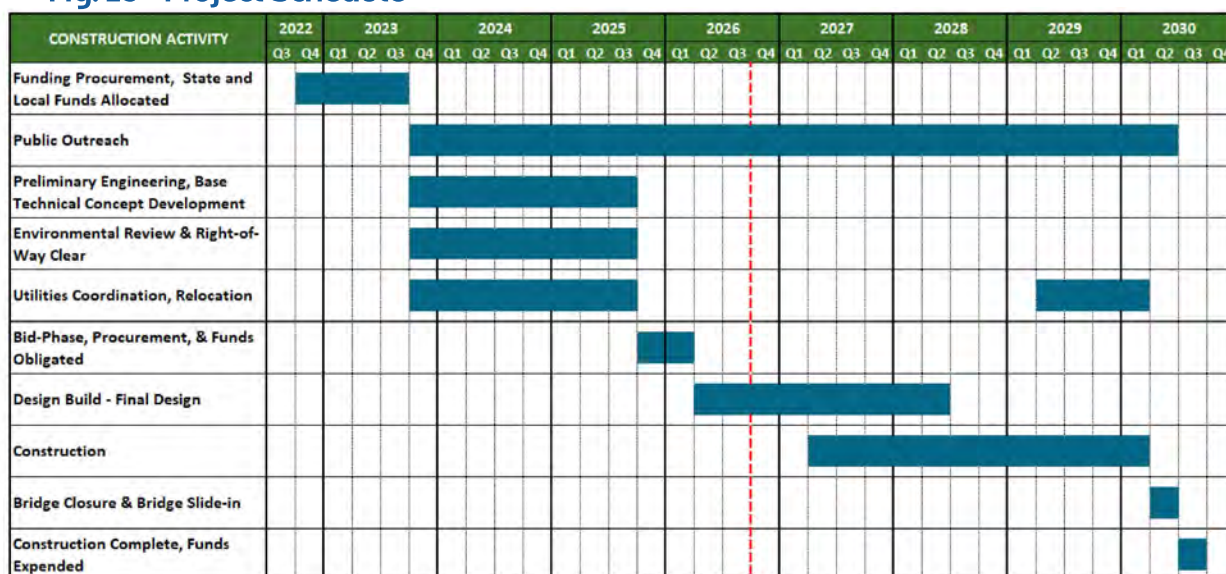 CONSTRUCTION ACTIVITY 2022 2023 2024 2025 2026 2027 2028 2029 2030
Q3 Q4 Q1 Q2 Q3 Q4 Q1 Q2 Q3 Q4 Q1 Q2 Q3 Q4 Q1 Q2 Q3 Q4 Q1 Q2 Q3 Q4 Q1 Q2 Q3 Q4 Q1 Q2 Q3 Q4 Q1 Q2 Q3 Q4
Funding Procurement, State and
Local Funds Allocated
Public Outreach
Preliminary Engineering, Base
Technical Concept Development
Environmental Review & Right-of-
Way Clear
Utilities Coordination, Relocation
Bid-Phase, Procurement, & Funds
Obligated
Design Build - Final Design
Construction
Bridge Closure & Bridge Slide-in
Construction Complete, Funds
Expended